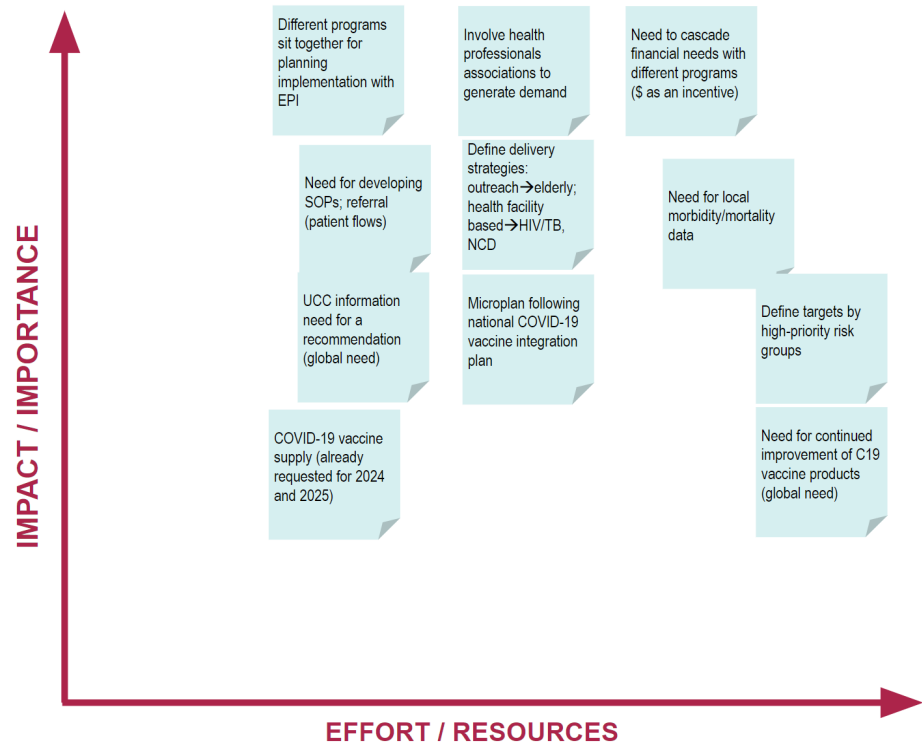 Different programs
sit together for
planning
implementation with
EPI
Involve health
professionals
associations to
generate demand
Need to cascade
financial needs with
different programs
($ as an incentive)
Need for developing
SOPs; referral
(patient flows)
Define delivery
strategies:
outreach→elderly;
health facility
based→HIV/TB,
NCD
Need for local
morbidity/mortality
data
UCC information
need for a
recommendation
(global need)
Microplan following
national COVID-19
vaccine integration
plan
Define targets by
high-priority risk
groups
COVID-19 vaccine
supply (already
requested for 2024
and 2025)
Need for continued
improvement of C19
vaccine products
(global need)
IMPACT / IMPORTANCE
EFFORT / RESOURCES